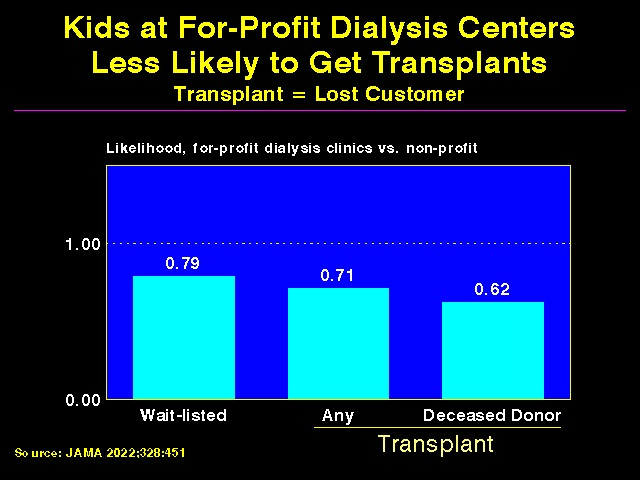 Kids at For-Profit Dialysis Centers
Less Likely to Get Transplants
Transplant = Lost Customer
Likelihood, for-profit dialysis clinics vs. non-profit
1.00
0.79
0.71
0.62
0.00
Wait-listed Any Deceased Donor
Transplant
Source: JAMA 2022;328:451